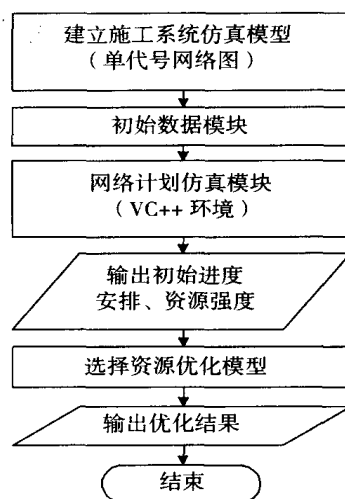 建立施工系统仿真模型
（单代号网络图）
初始数据模块
网络计划仿真模块
（VC++ 环境）
输出初始进度
安排、资源强度
选择资源优化模型
输出优化结果
结束